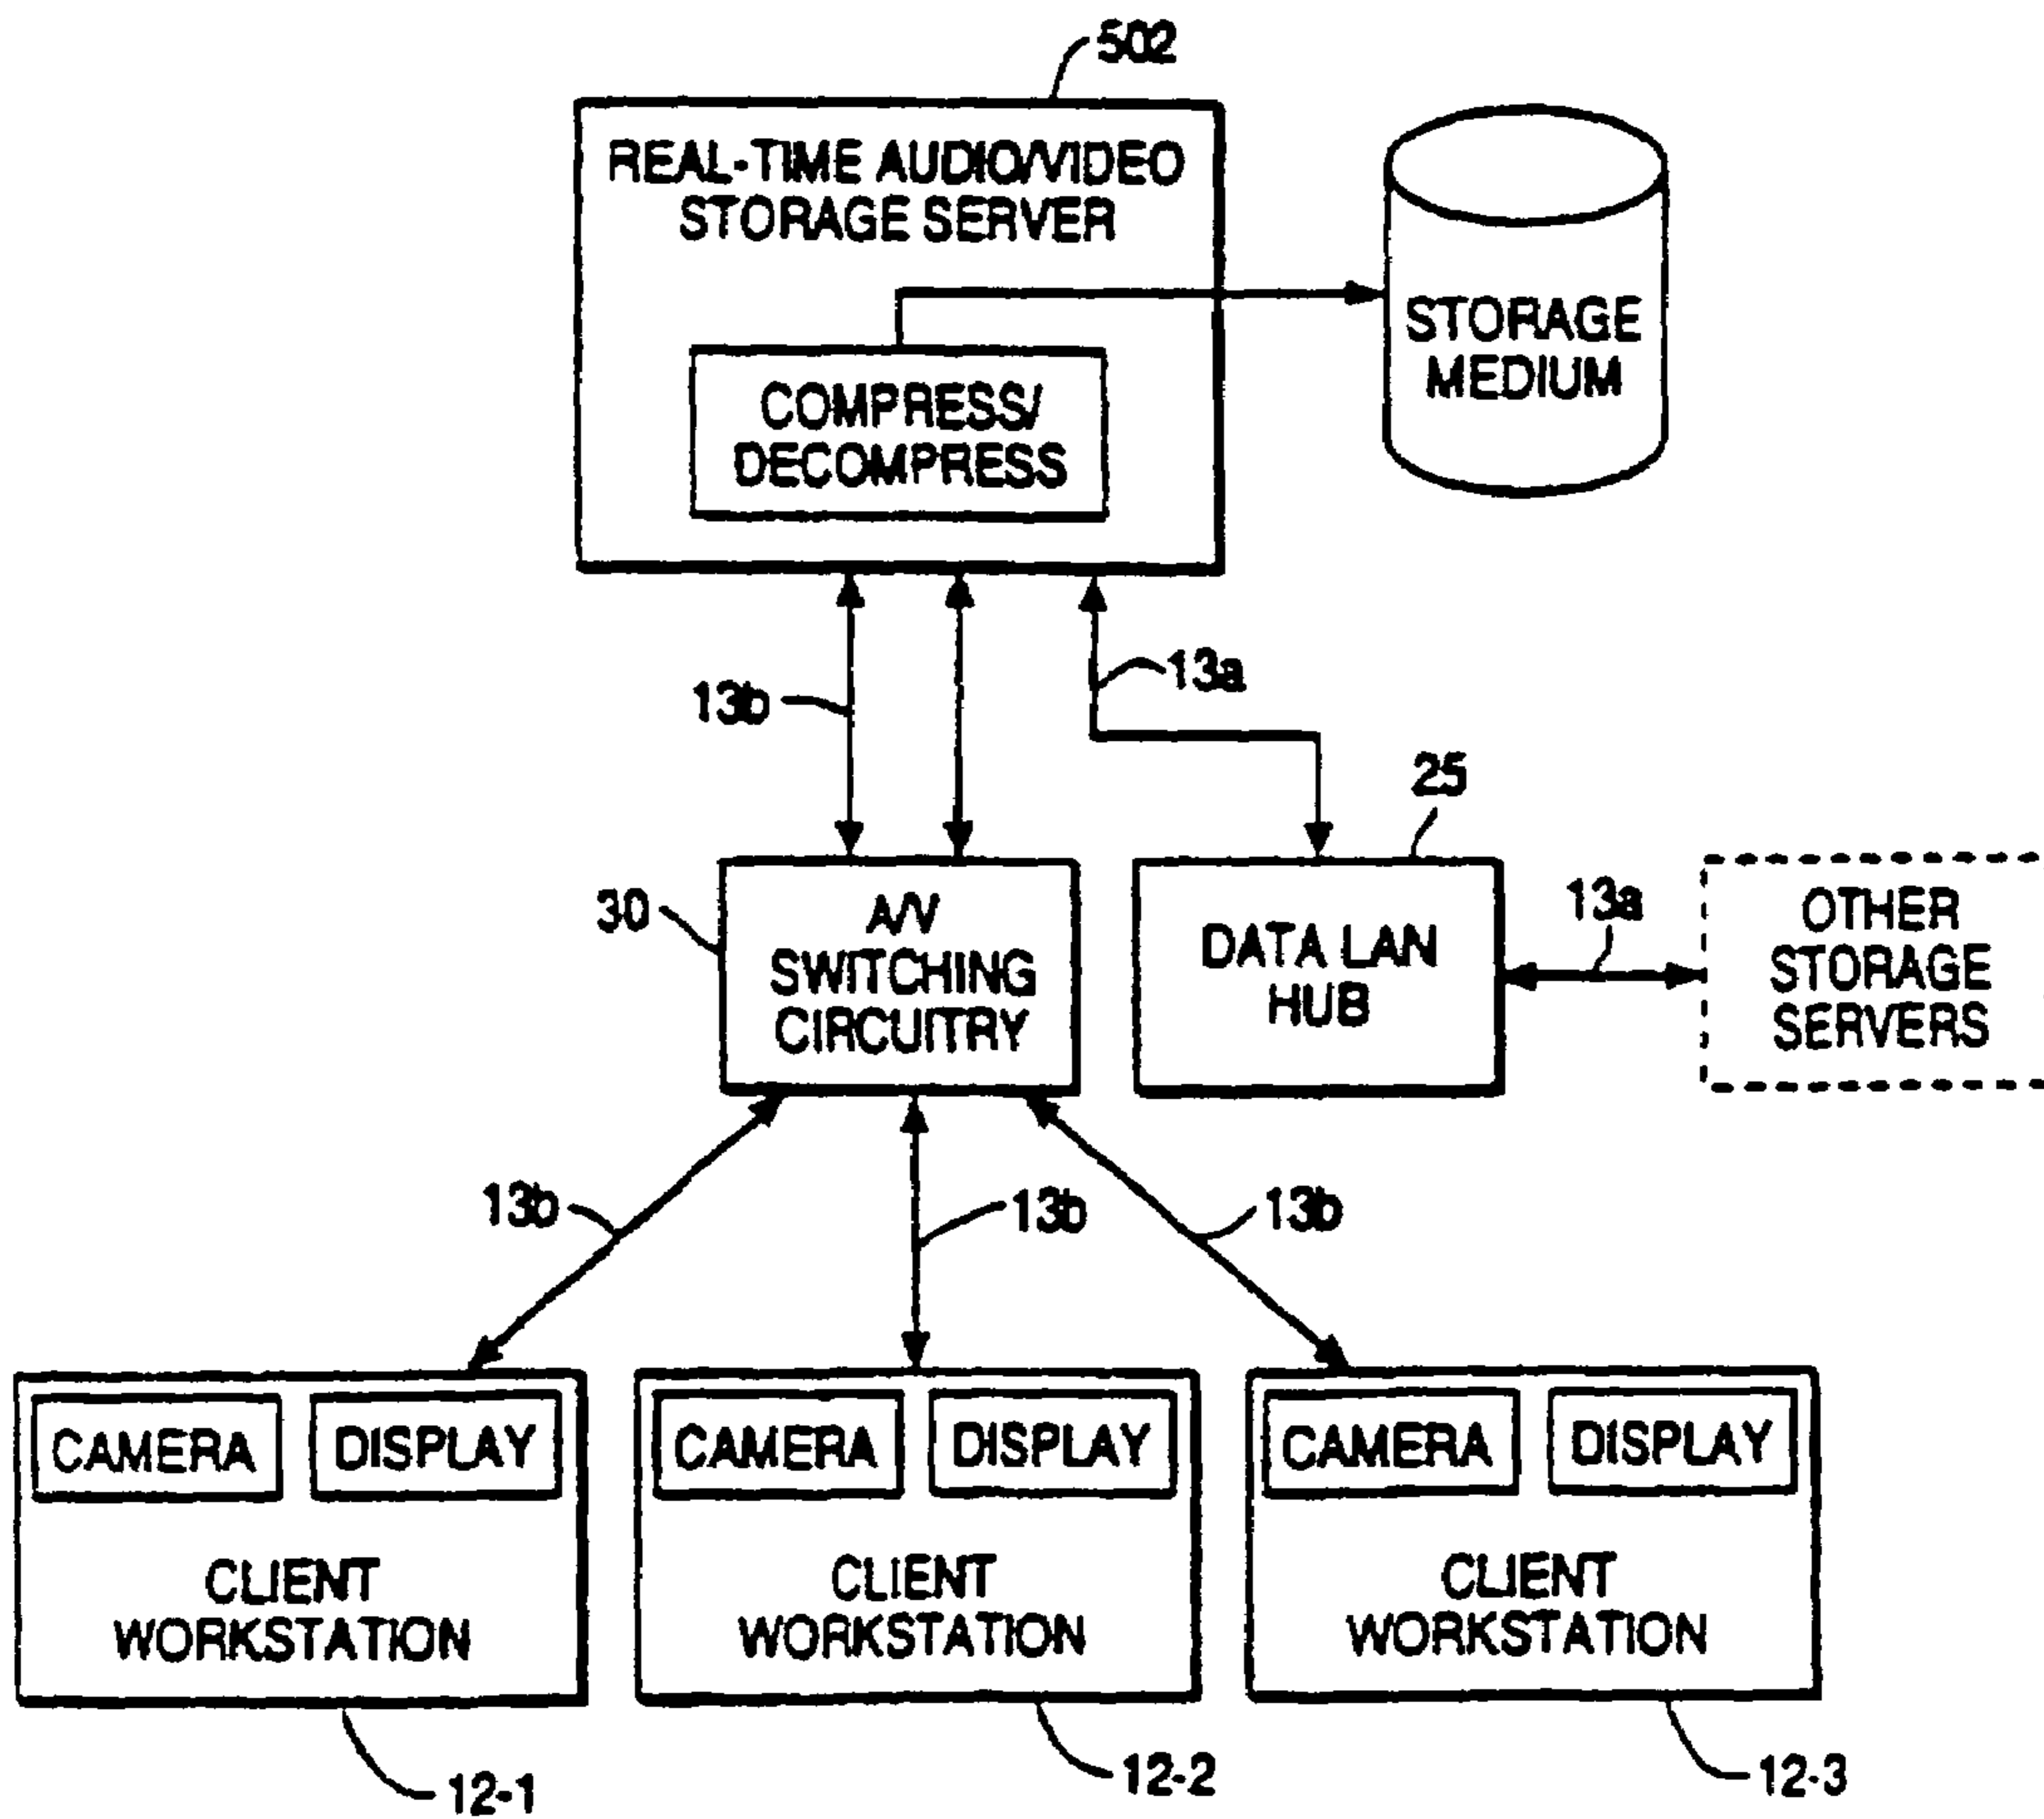 502
REAL-TIME AUDIO/VIDEO
STORAGE SERVER
STORAGE
MEDIUM
COMPRESS/
DECOMPRESS
13b
13a
25
30
A/V
SWITCHING
CIRCUITRY
DATA LAN
HUB
13a
OTHER
STORAGE
SERVERS
13b
13b
13b
CAMERA
DISPLAY
CLIENT
WORKSTATION
CAMERA
DISPLAY
CLIENT
WORKSTATION
CAMERA
DISPLAY
CLIENT
WORKSTATION
12-1
12-2
12-3